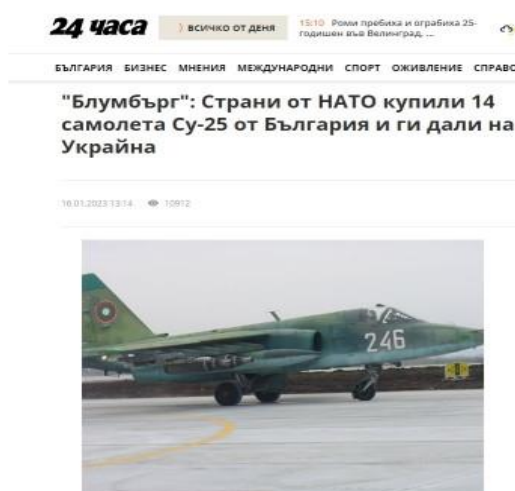 24 часа
) ВСИЧКО ОТ ДЕНЯ
15:10 Роми пребиха и ограбиха 25-
годишен във Велинград, ...
БЪЛГАРИЯ БИЗНЕС МНЕНИЯ МЕЖДУНАРОДНИ СПОРТ ОЖИВЛЕНИЕ СПРАВО
"Блумбърг": Страни от НАТО купили 14
самолета Су-25 от България и ги дали на
Украйна
16.01.2023 13:14 10912
246